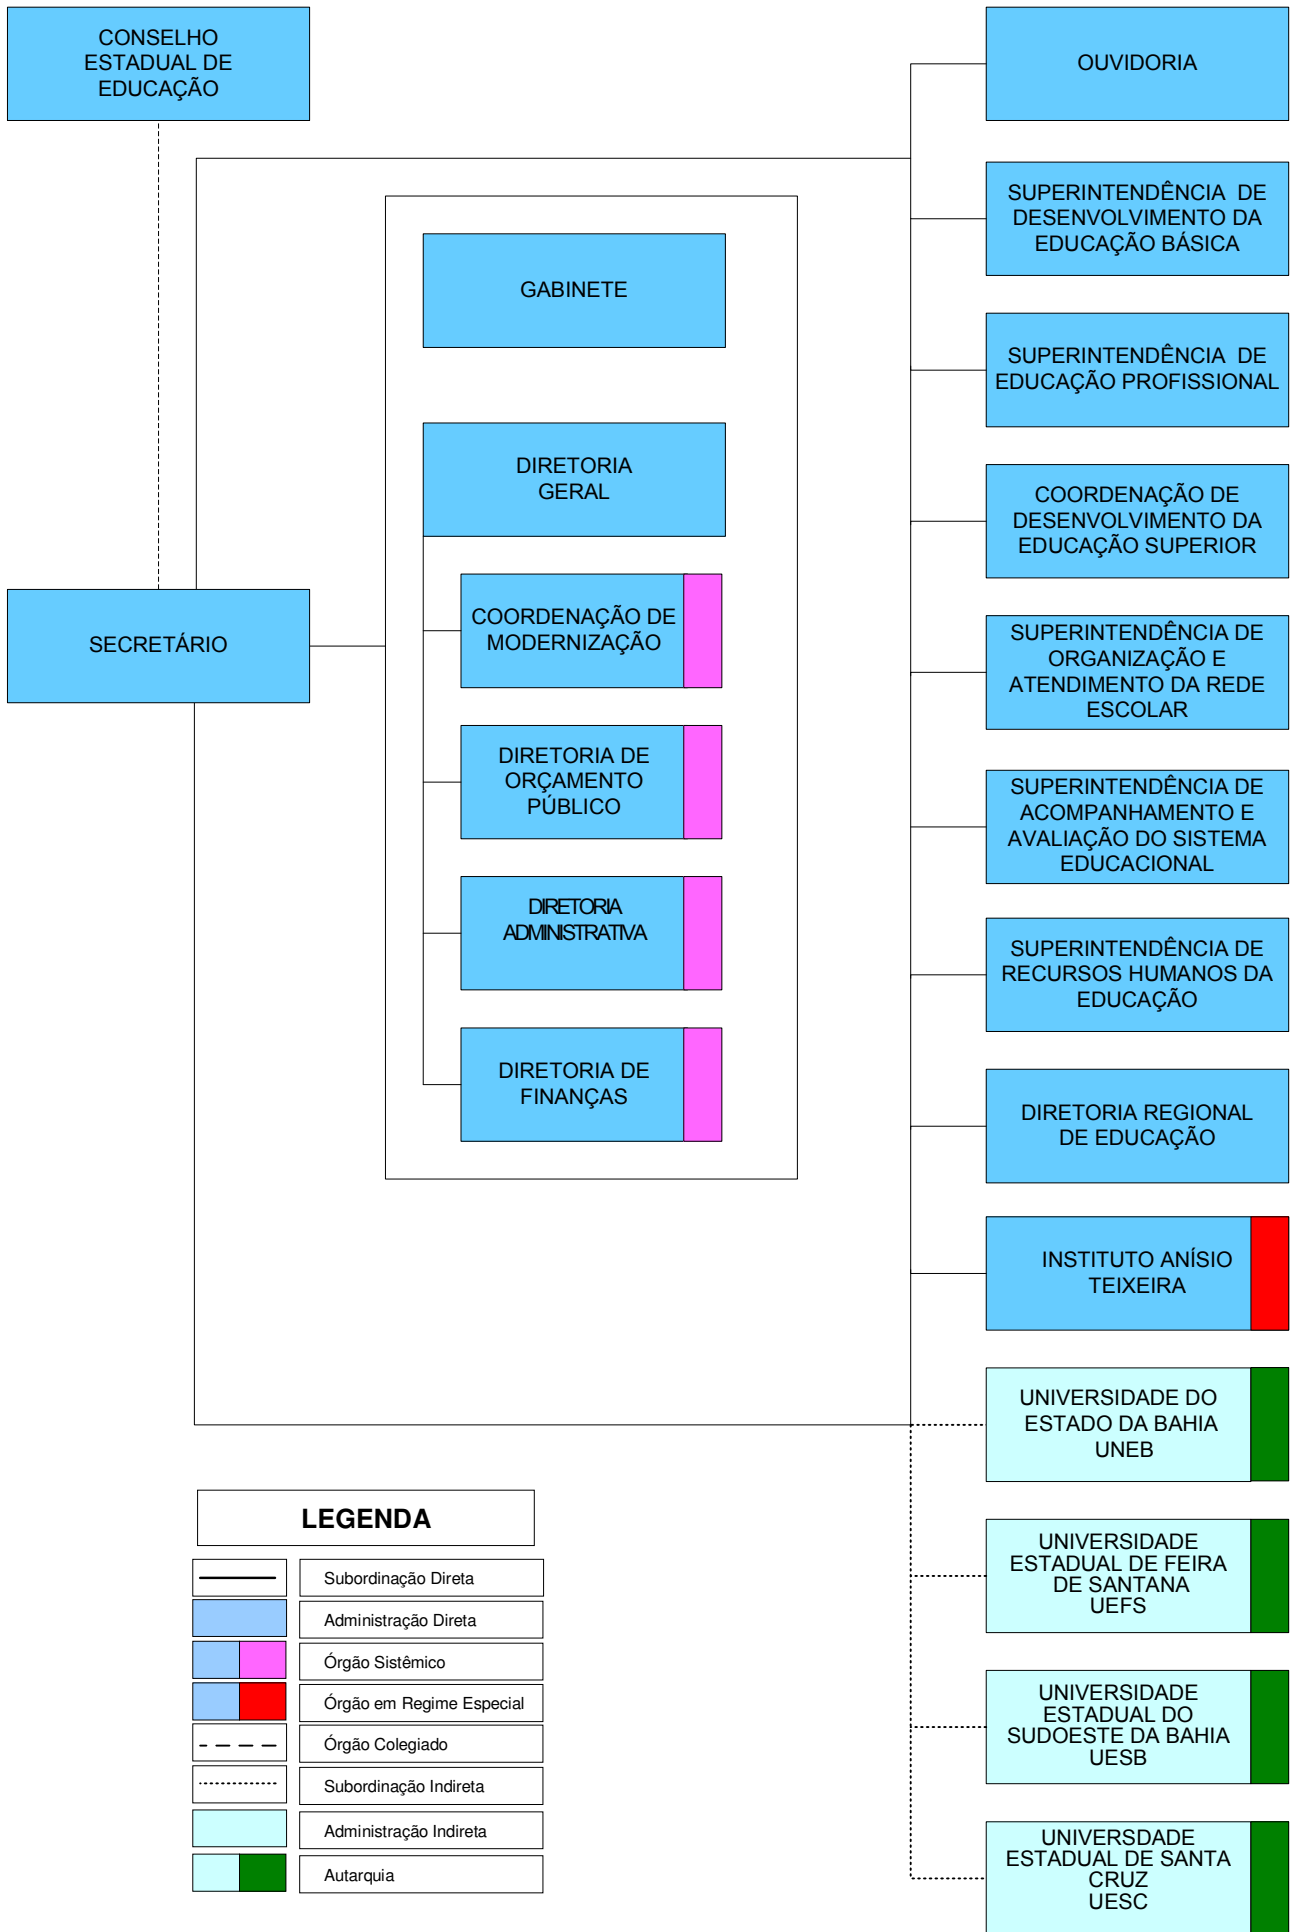 CONSELHO
ESTADUAL DE
EDUCAÇÃO
SECRETÁRIO
GABINETE
DIRETORIA
GERAL
COORDENAÇÃO DE
MODERNIZAÇÃO
DIRETORIA DE
ORÇAMENTO
PÚBLICO
DIRETORIA
ADMINISTRATIVA
DIRETORIA DE
FINANÇAS
OUVIDORIA
SUPERINTENDÊNCIA DE
DESENVOLVIMENTO DA
EDUCAÇÃO BÁSICA
SUPERINTENDÊNCIA DE
EDUCAÇÃO PROFISSIONAL
COORDENAÇÃO DE
DESENVOLVIMENTO DA
EDUCAÇÃO SUPERIOR
SUPERINTENDÊNCIA DE
ORGANIZAÇÃO E
ATENDIMENTO DA REDE
ESCOLAR
SUPERINTENDÊNCIA DE
ACOMPANHAMENTO E
AVALIAÇÃO DO SISTEMA
EDUCACIONAL
SUPERINTENDÊNCIA DE
RECURSOS HUMANOS DA
EDUCAÇÃO
DIRETORIA REGIONAL
DE EDUCAÇÃO
INSTITUTO ANÍSIO
TEIXEIRA
UNIVERSIDADE DO
ESTADO DA BAHIA
UNEB
UNIVERSIDADE
ESTADUAL DE FEIRA
DE SANTANA
UEFS
UNIVERSIDADE
ESTADUAL DO
SUDOESTE DA BAHIA
UESB
UNIVERSDADE
ESTADUAL DE SANTA
CRUZ
UESC
LEGENDA
Subordinação Direta
Administração Direta
Órgão Sistêmico
Órgão em Regime Especial
Órgão Colegiado
Subordinação Indireta
Administração Indireta
Autarquia